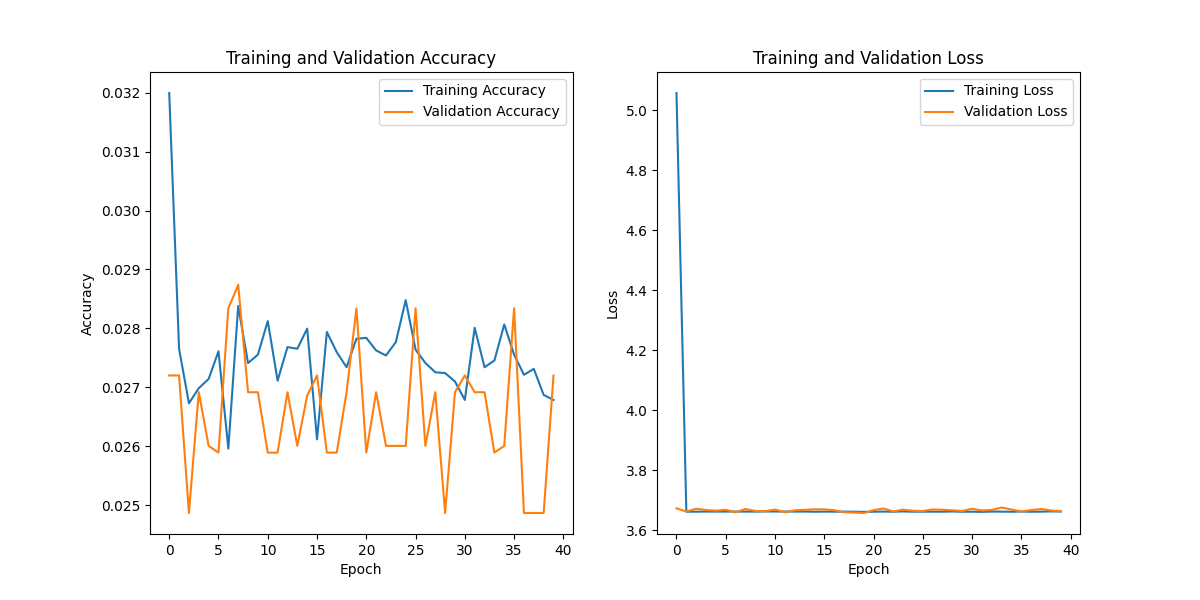 Training and Validation Accuracy
Training Accuracy
Validation Accuracy
0.032
0.031
0.030
0.029
0.028
0.027
0.026
0.025
Accuracy
0 5 10 15 20 25 30 35 40
Epoch
Training and Validation Loss
Training Loss
Validation Loss
5.0
4.8
4.6
4.4
4.2
4.0
3.8
3.6
Loss
0 5 10 15 20 25 30 35 40
Epoch